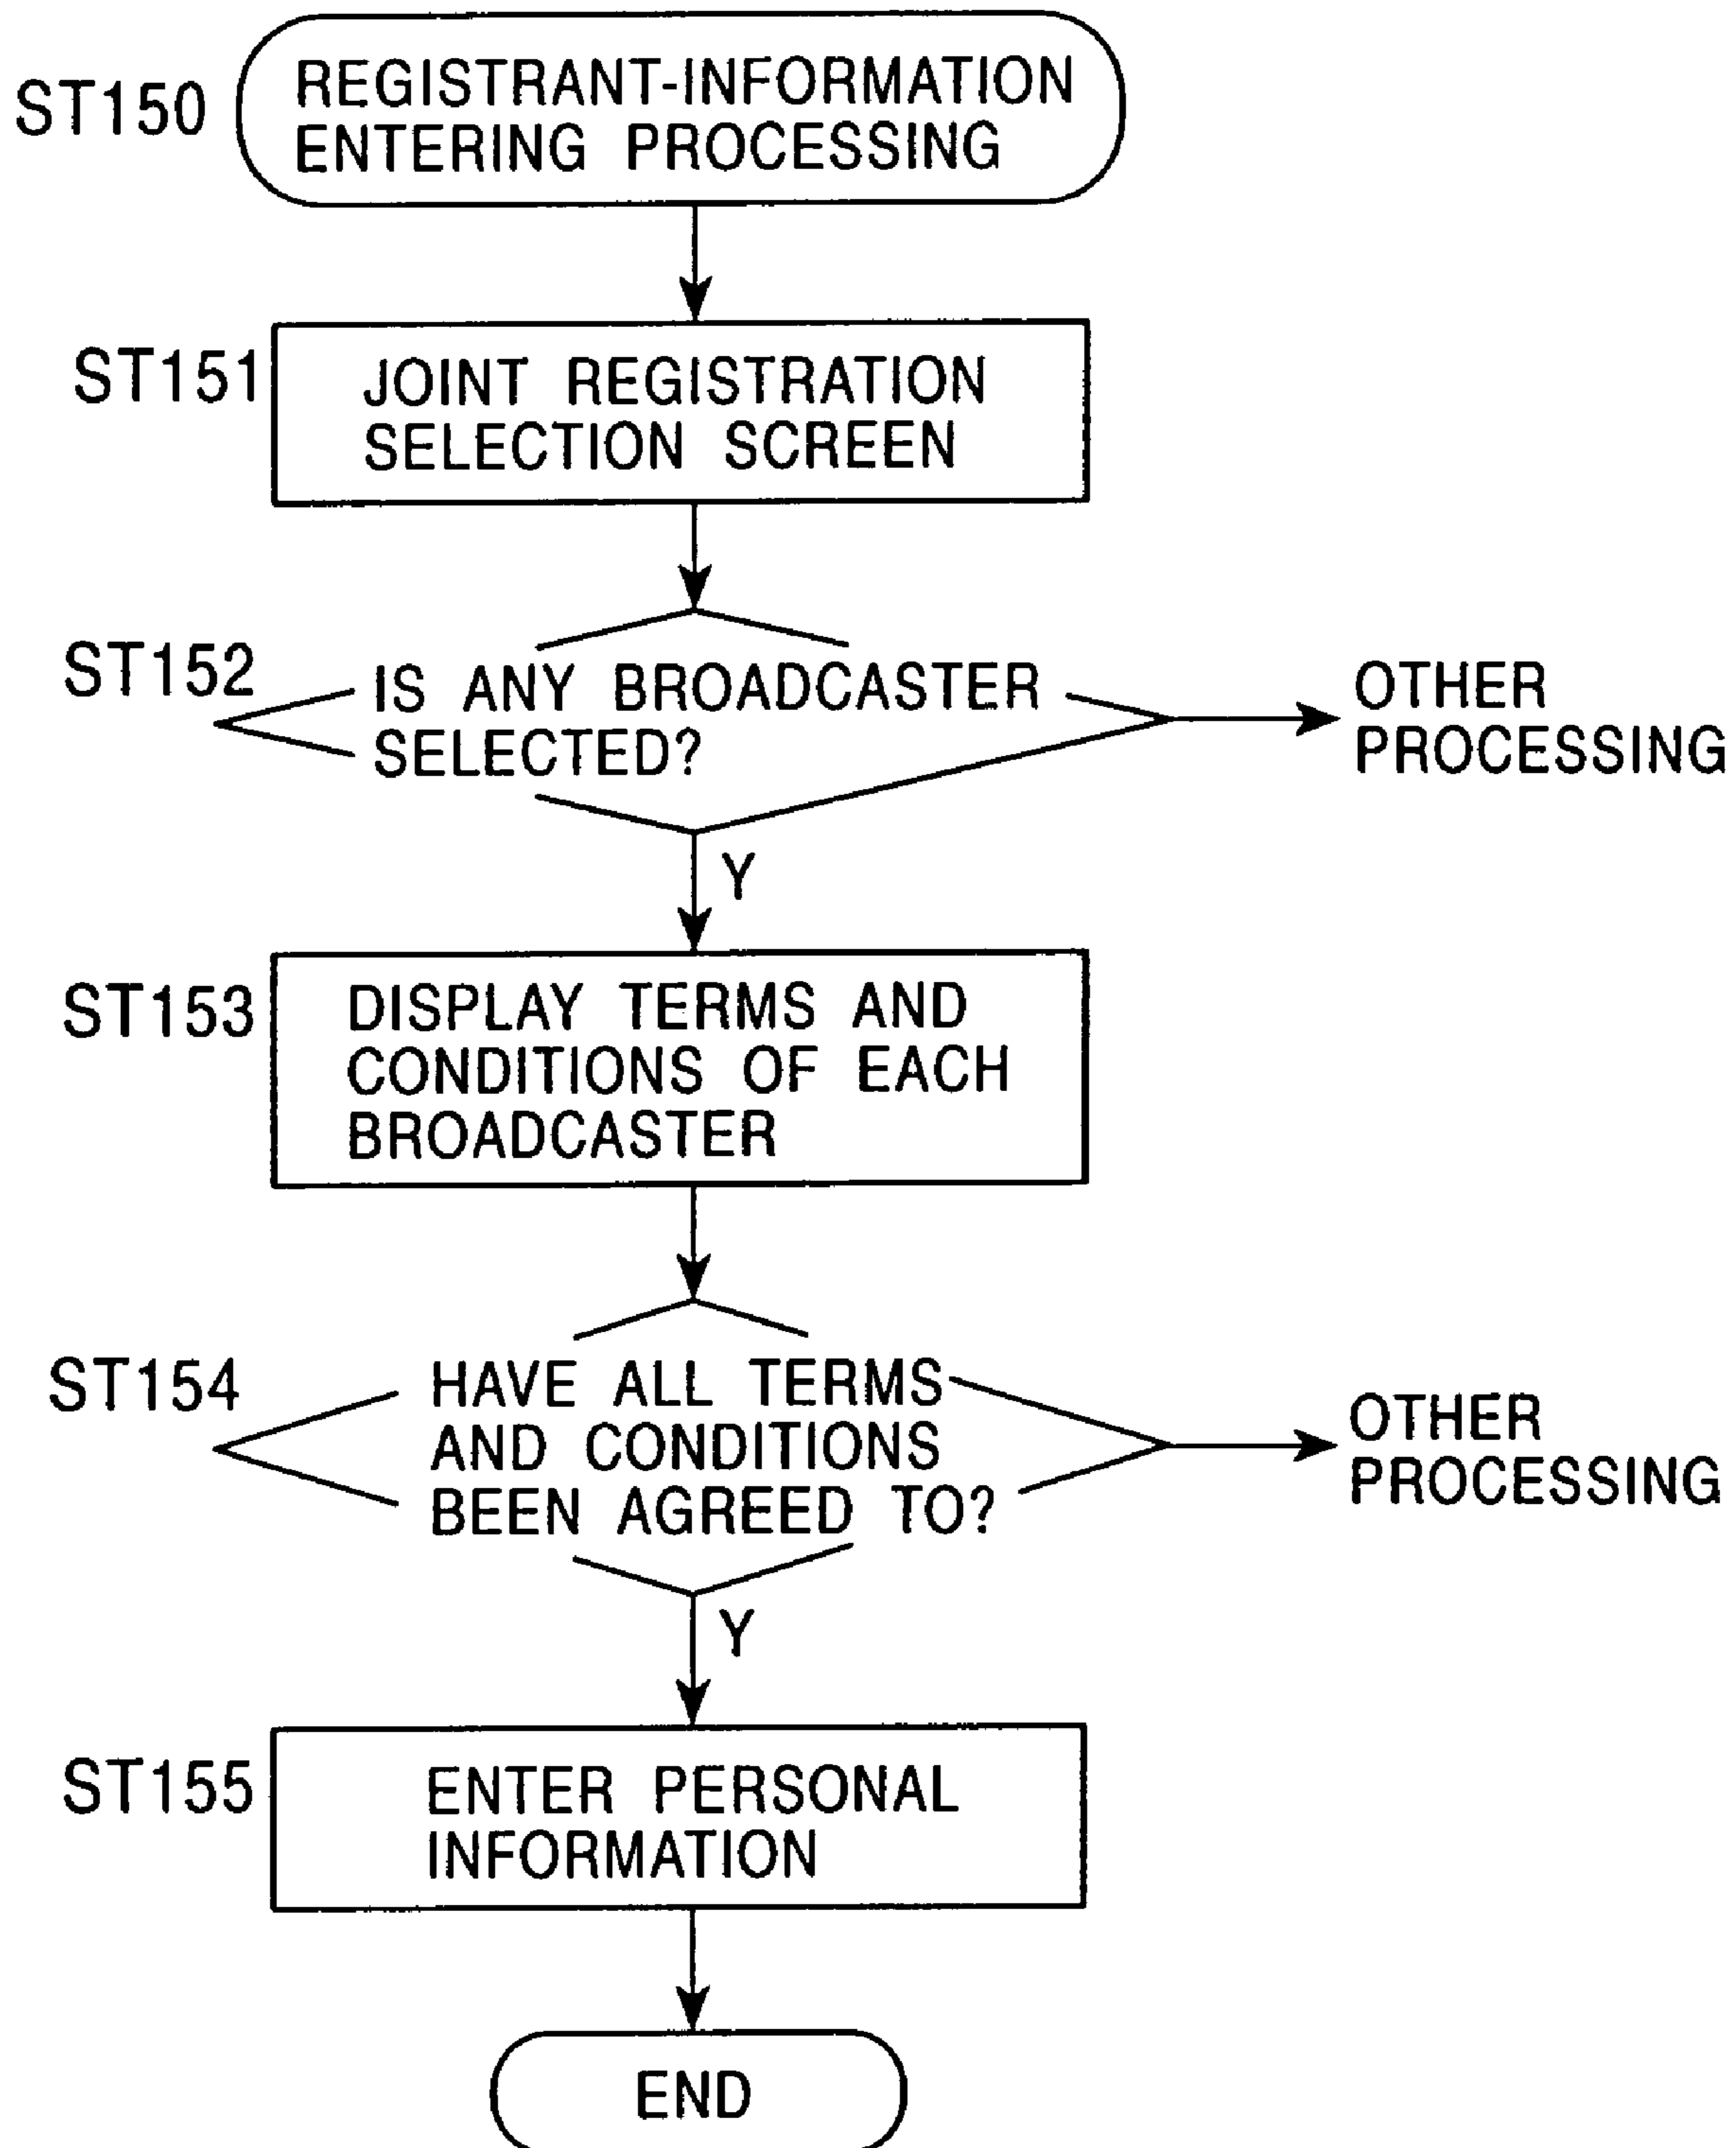 ST150
REGISTRANT-INFORMATION
ENTERING PROCESSING
ST151
JOINT REGISTRATION
SELECTION SCREEN
ST152
IS ANY BROADCASTER
SELECTED?
OTHER
PROCESSING
Y
ST153
DISPLAY TERMS AND
CONDITIONS OF EACH
BROADCASTER
ST154
HAVE ALL TERMS
AND CONDITIONS
BEEN AGREED TO?
OTHER
PROCESSING
Y
ST155
ENTER PERSONAL
INFORMATION
END